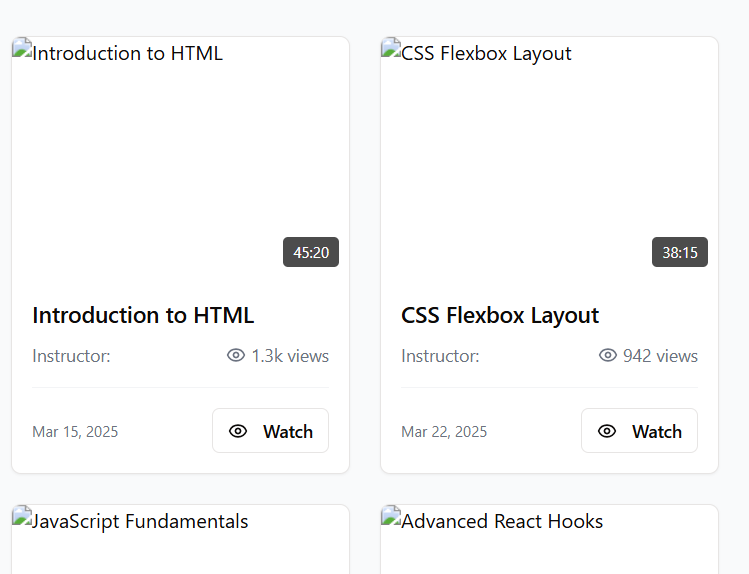 Introduction to HTML
45:20
Introduction to HTML
Instructor:
1.3k views
Mar 15, 2025
Watch
CSS Flexbox Layout
38:15
CSS Flexbox Layout
Instructor:
942 views
Mar 22, 2025
Watch
JavaScript Fundamentals
Advanced React Hooks